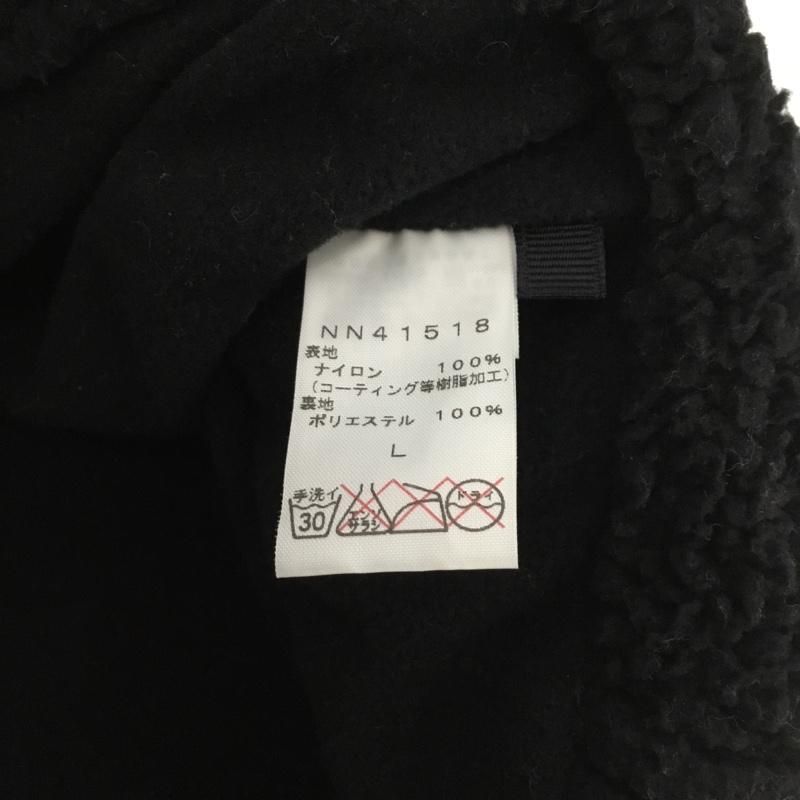 NN41518
表地
ナイロン 100%
(コーティング等樹脂加工)
裏地
ポリエステル 100%
L
手洗イ
30
エンソ
サラシ
ドライ